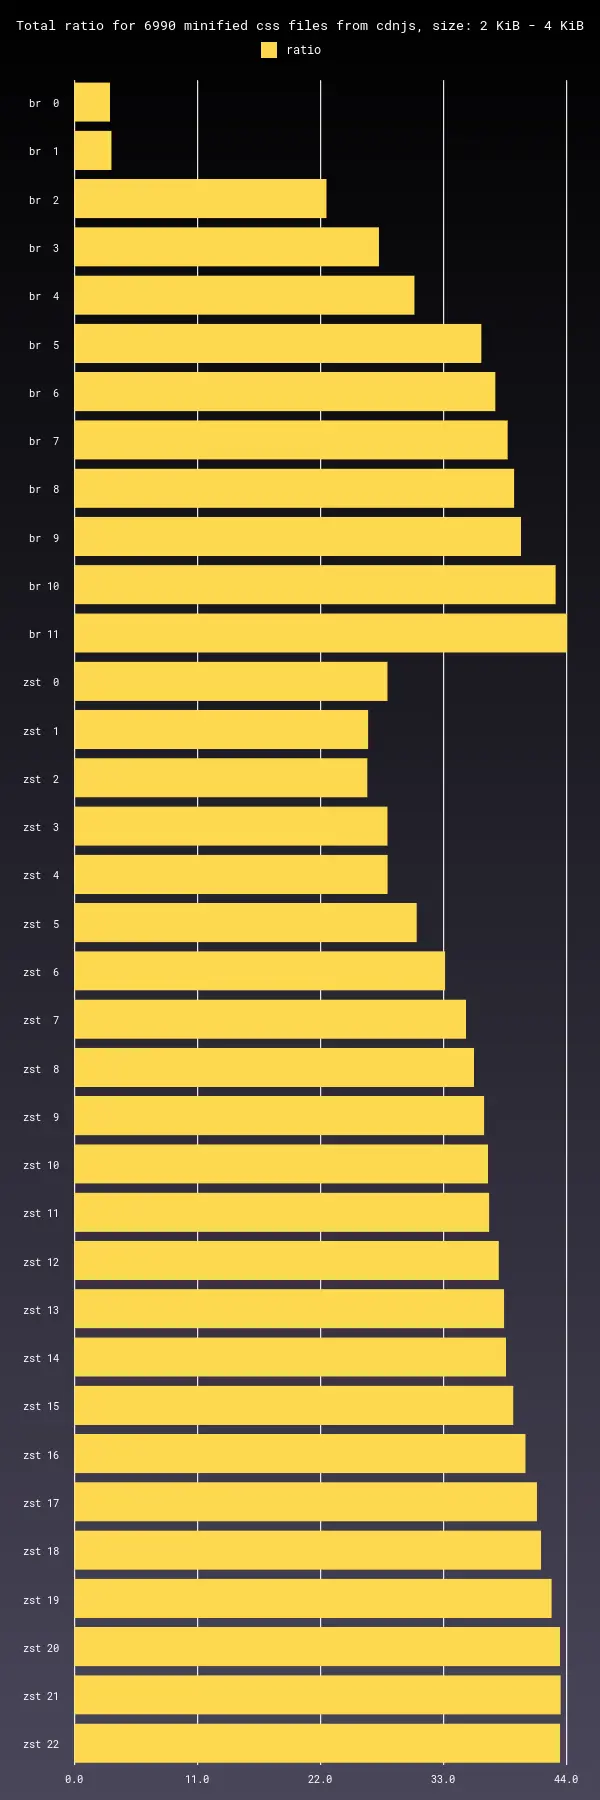 Total ratio for 6990 minified css files from cdnjs, size: 2 KiB - 4 KiB
ratio
br 0
br 1
br 2
br 3
br 4
br 5
br 6
br 7
br 8
br 9
br 10
br 11
zst 0
zst 1
zst 2
zst 3
zst 4
zst 5
zst 6
zst 7
zst 8
zst 9
zst 10
zst 11
zst 12
zst 13
zst 14
zst 15
zst 16
zst 17
zst 18
zst 19
zst 20
zst 21
zst 22
0.0 11.0 22.0 33.0 44.0